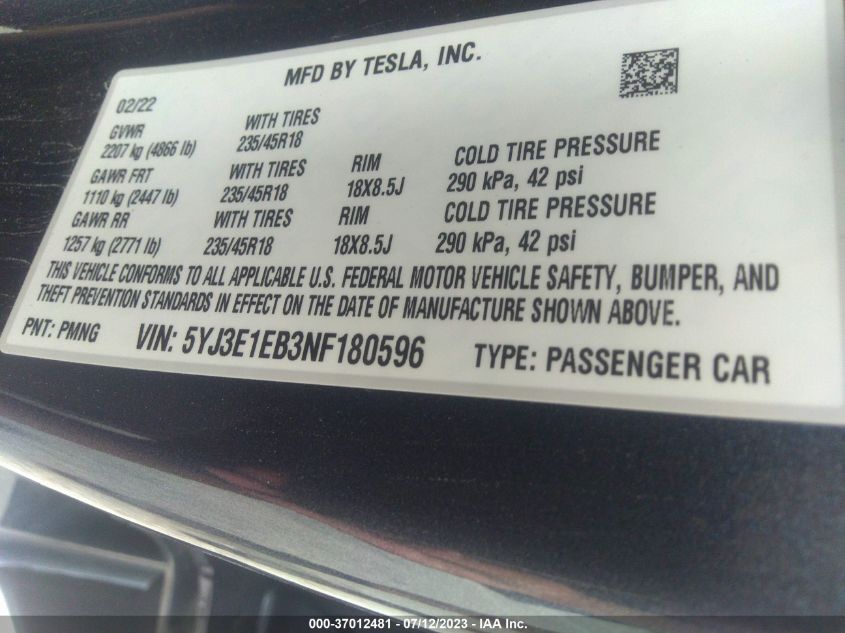 MFD BY TESLA, INC.
02/22
GVWR WITH TIRES
2207 kg (4866 lb) 235/45R18
GAWR FRT WITH TIRES RIM COLD TIRE PRESSURE
1110 kg (2447 lb) 235/45R18 18X8.5J 290 kPa, 42 psi
GAWR RR WITH TIRES RIM COLD TIRE PRESSURE
1257 kg (2771 lb) 235/45R18 18X8.5J 290 kPa, 42 psi
THIS VEHICLE CONFORMS TO ALL APPLICABLE U.S. FEDERAL MOTOR VEHICLE SAFETY, BUMPER, AND
THEFT PREVENTION STANDARDS IN EFFECT ON THE DATE OF MANUFACTURE SHOWN ABOVE.
PNT: PMNG VIN: 5YJ3E1EB3NF180596 TYPE: PASSENGER CAR
000-37012481 - 07/12/2023 - IAA Inc.